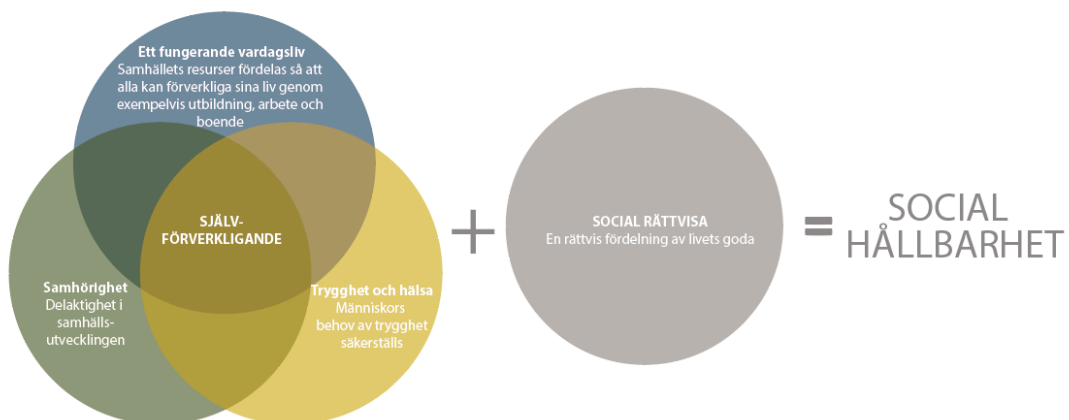 Ett fungerande vardagsliv
Samhällets resurser fördelas så att
alla kan förverkliga sina liv genom
exempelvis utbildning, arbete och
boende
SJÄLV-
FÖRVERKLIGANDE
Samhörighet
Delaktighet i
samhälls-
utvecklingen
Trygghet och hälsa
Människors
behov av trygghet
säkerställs
+
SOCIAL RÄTTVISA
En rättvis fördelning av livets goda
=
SOCIAL
HÅLLBARHET